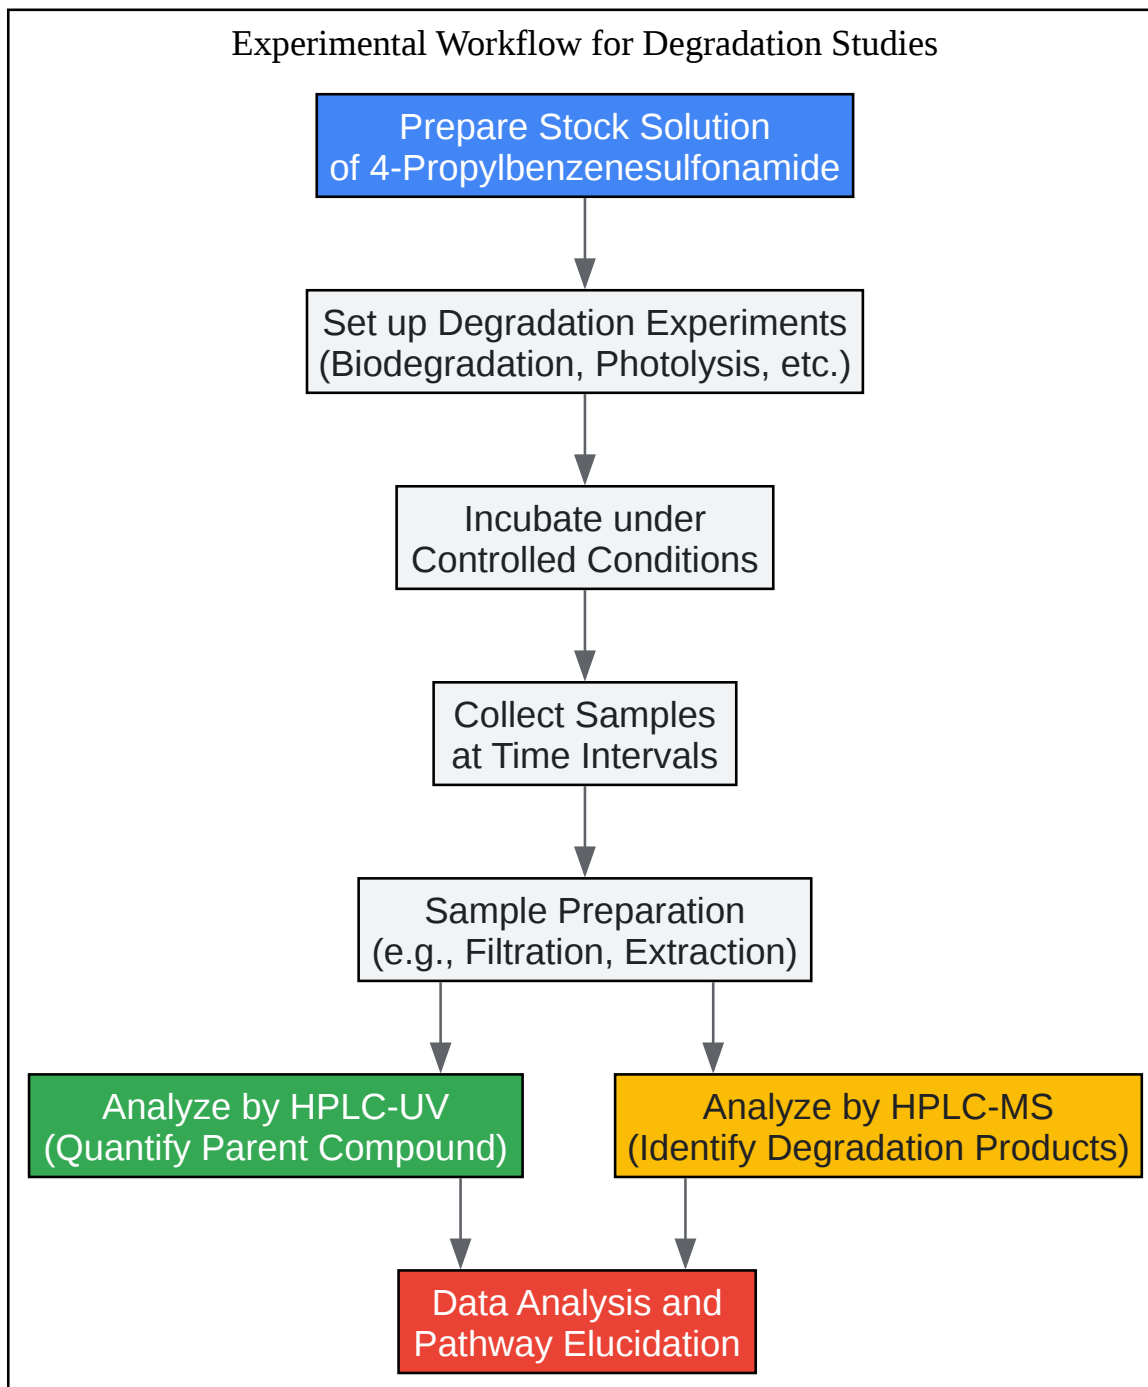 Experimental Workflow for Degradation Studies
Prepare Stock Solution
of 4-Propylbenzenesulfonamide
Set up Degradation Experiments
(Biodegradation, Photolysis, etc.)
Incubate under
Controlled Conditions
Collect Samples
at Time Intervals
Sample Preparation
(e.g., Filtration, Extraction)
Analyze by HPLC-UV
(Quantify Parent Compound)
Analyze by HPLC-MS
(Identify Degradation Products)
Data Analysis and
Pathway Elucidation